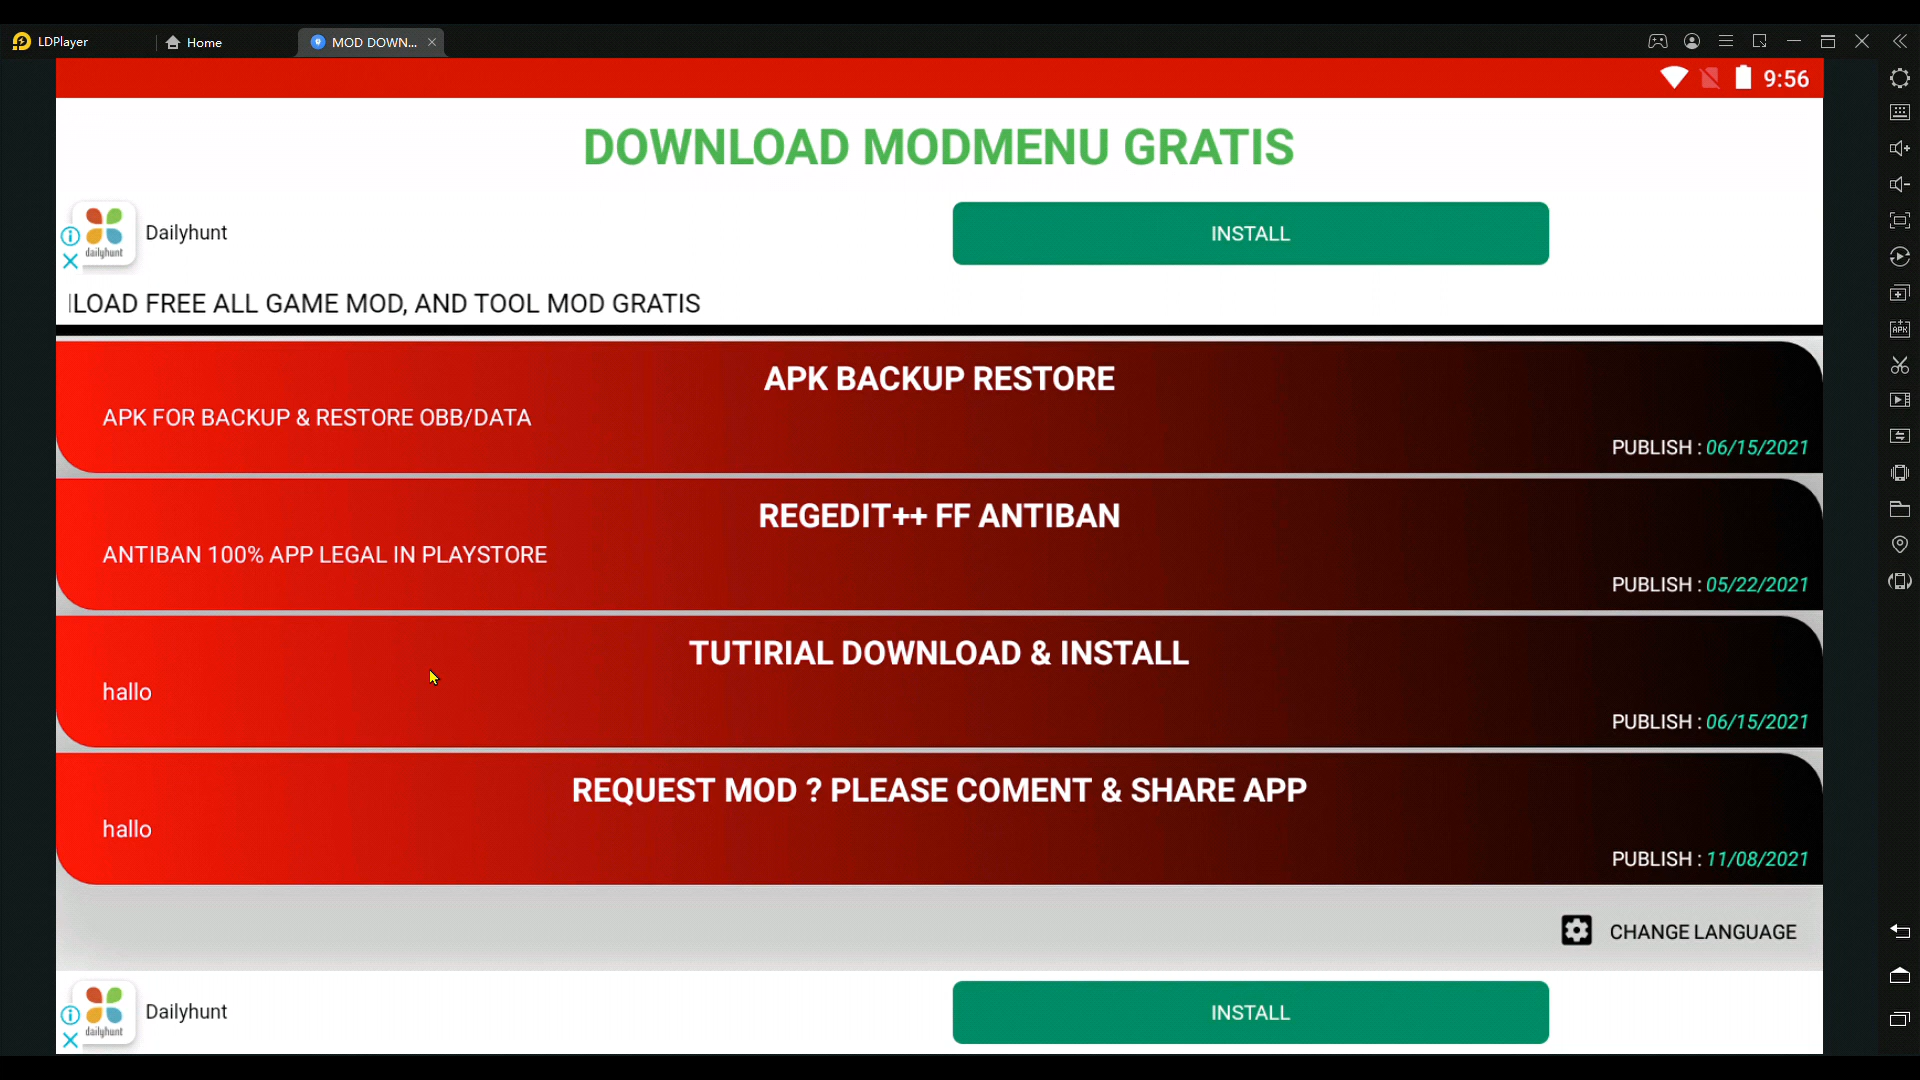 LDPlayer
Home
MOD DOWN...
9:56
DOWNLOAD MODMENU GRATIS
dailyhunt
Dailyhunt
INSTALL
LOAD FREE ALL GAME MOD, AND TOOL MOD GRATIS
APK BACKUP RESTORE
APK FOR BACKUP & RESTORE OBB/DATA
PUBLISH : 06/15/2021
REGEDIT++ FF ANTIBAN
ANTIBAN 100% APP LEGAL IN PLAYSTORE
PUBLISH : 05/22/2021
TUTIRIAL DOWNLOAD & INSTALL
hallo
PUBLISH : 06/15/2021
REQUEST MOD ? PLEASE COMENT & SHARE APP
hallo
PUBLISH : 11/08/2021
CHANGE LANGUAGE
dailyhunt
Dailyhunt
INSTALL
APK